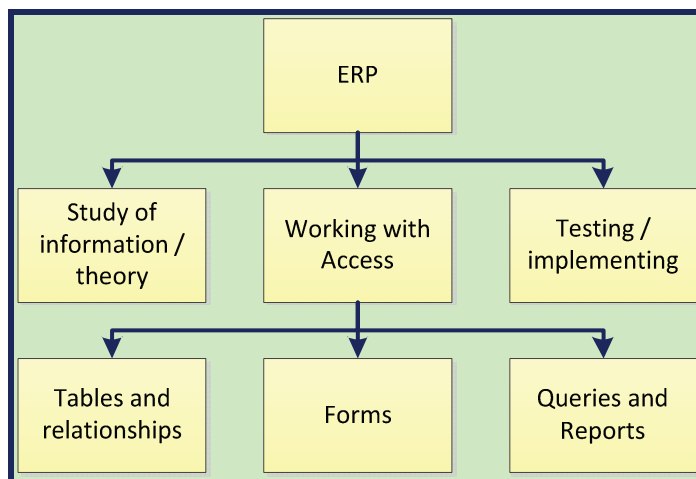 ERP
Study of
information /
theory
Working with
Access
Testing /
implementing
Tables and
relationships
Forms
Queries and
Reports